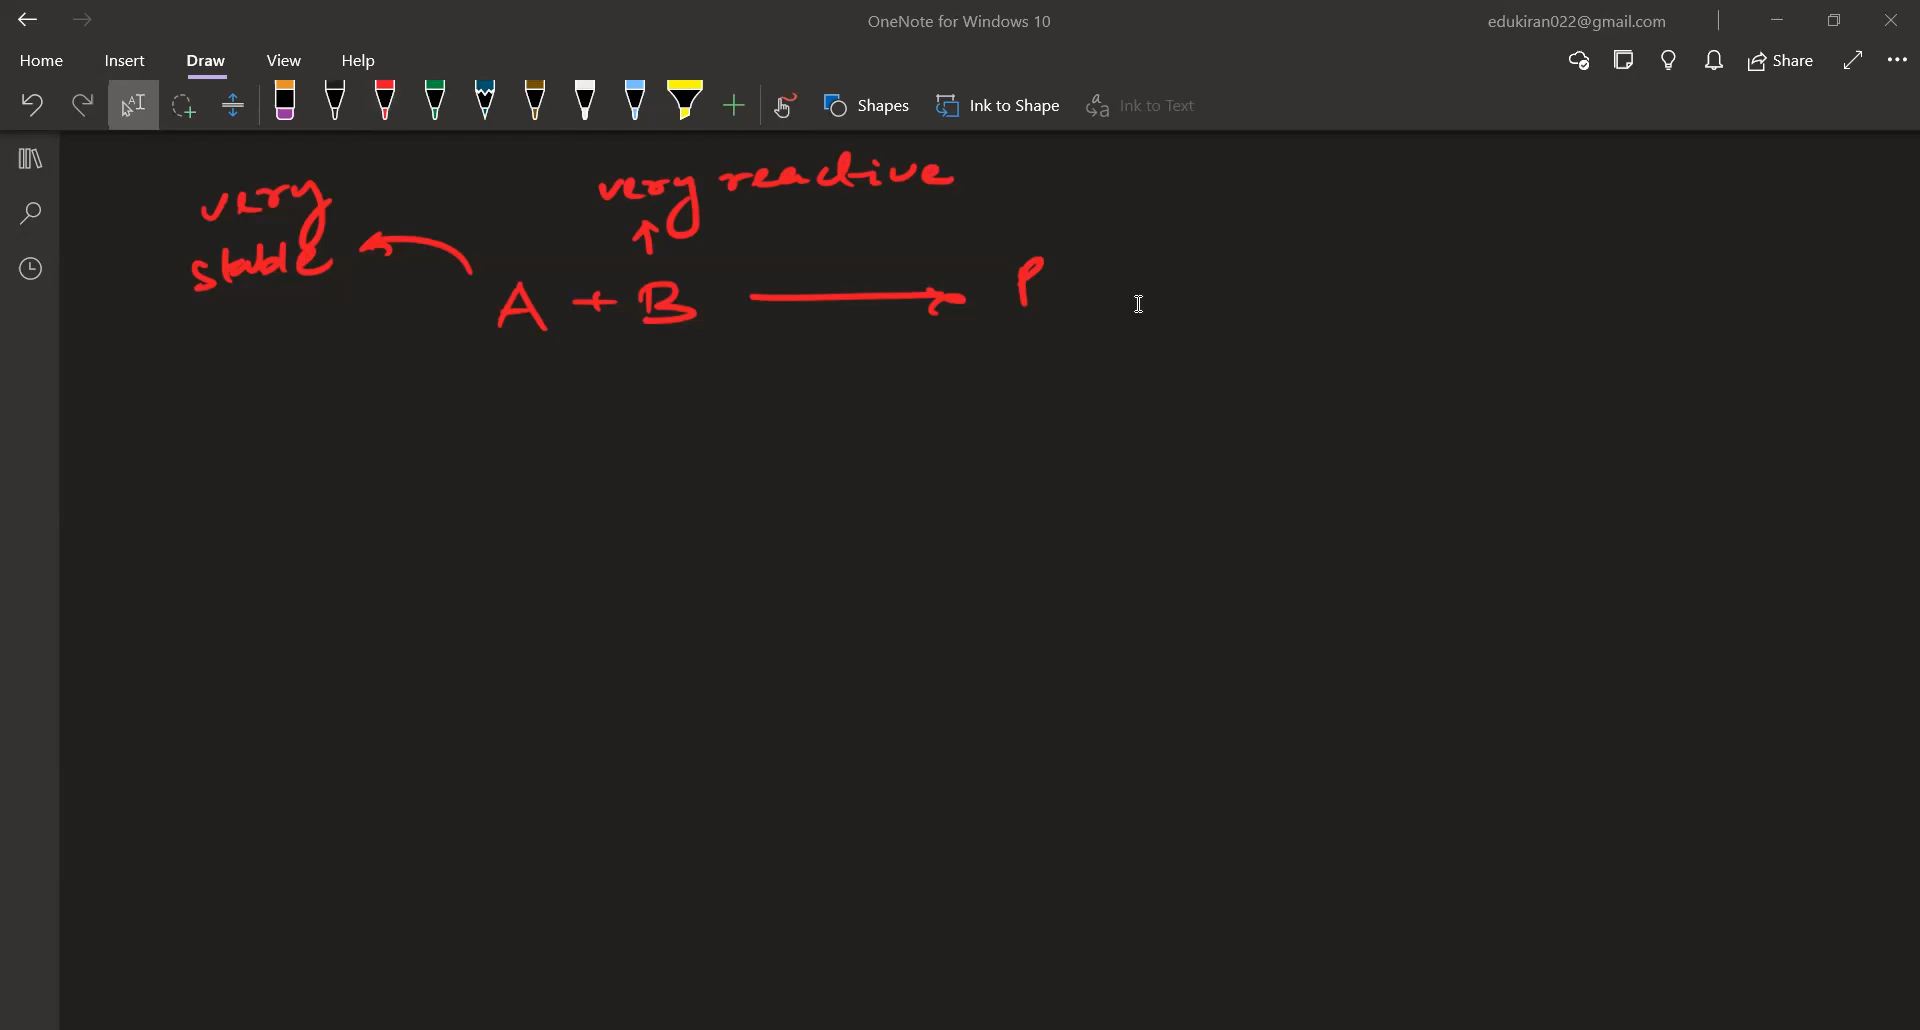 OneNote for Windows 10
edukiran022@gmail.com
Home Insert Draw View Help
Share
Shapes Ink to Shape Ink to Text
very reactive
very
stable
A + B → P